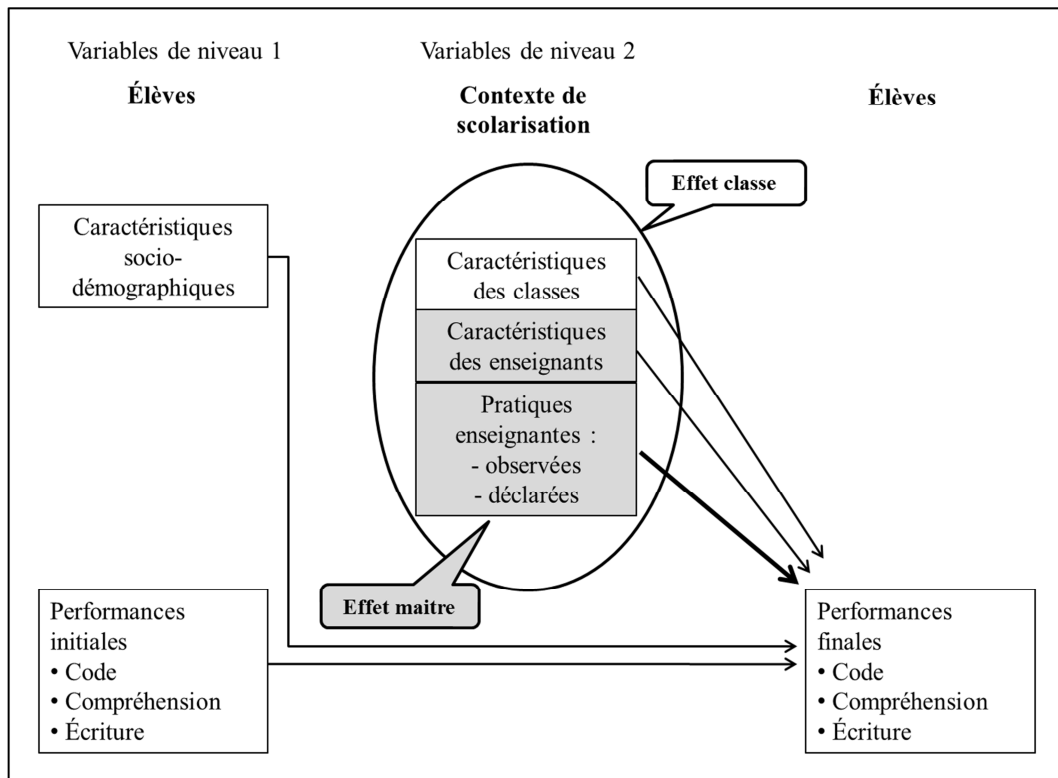 Variables de niveau 1
Élèves
Variables de niveau 2
Contexte de
scolarisation
Élèves
Effet classe
Caractéristiques
socio-
démographiques
Caractéristiques
des classes
Caractéristiques
des enseignants
Pratiques
enseignantes :
- observées
- déclarées
Effet maitre
Performances
initiales
• Code
• Compréhension
• Écriture
Performances
finales
• Code
• Compréhension
• Écriture